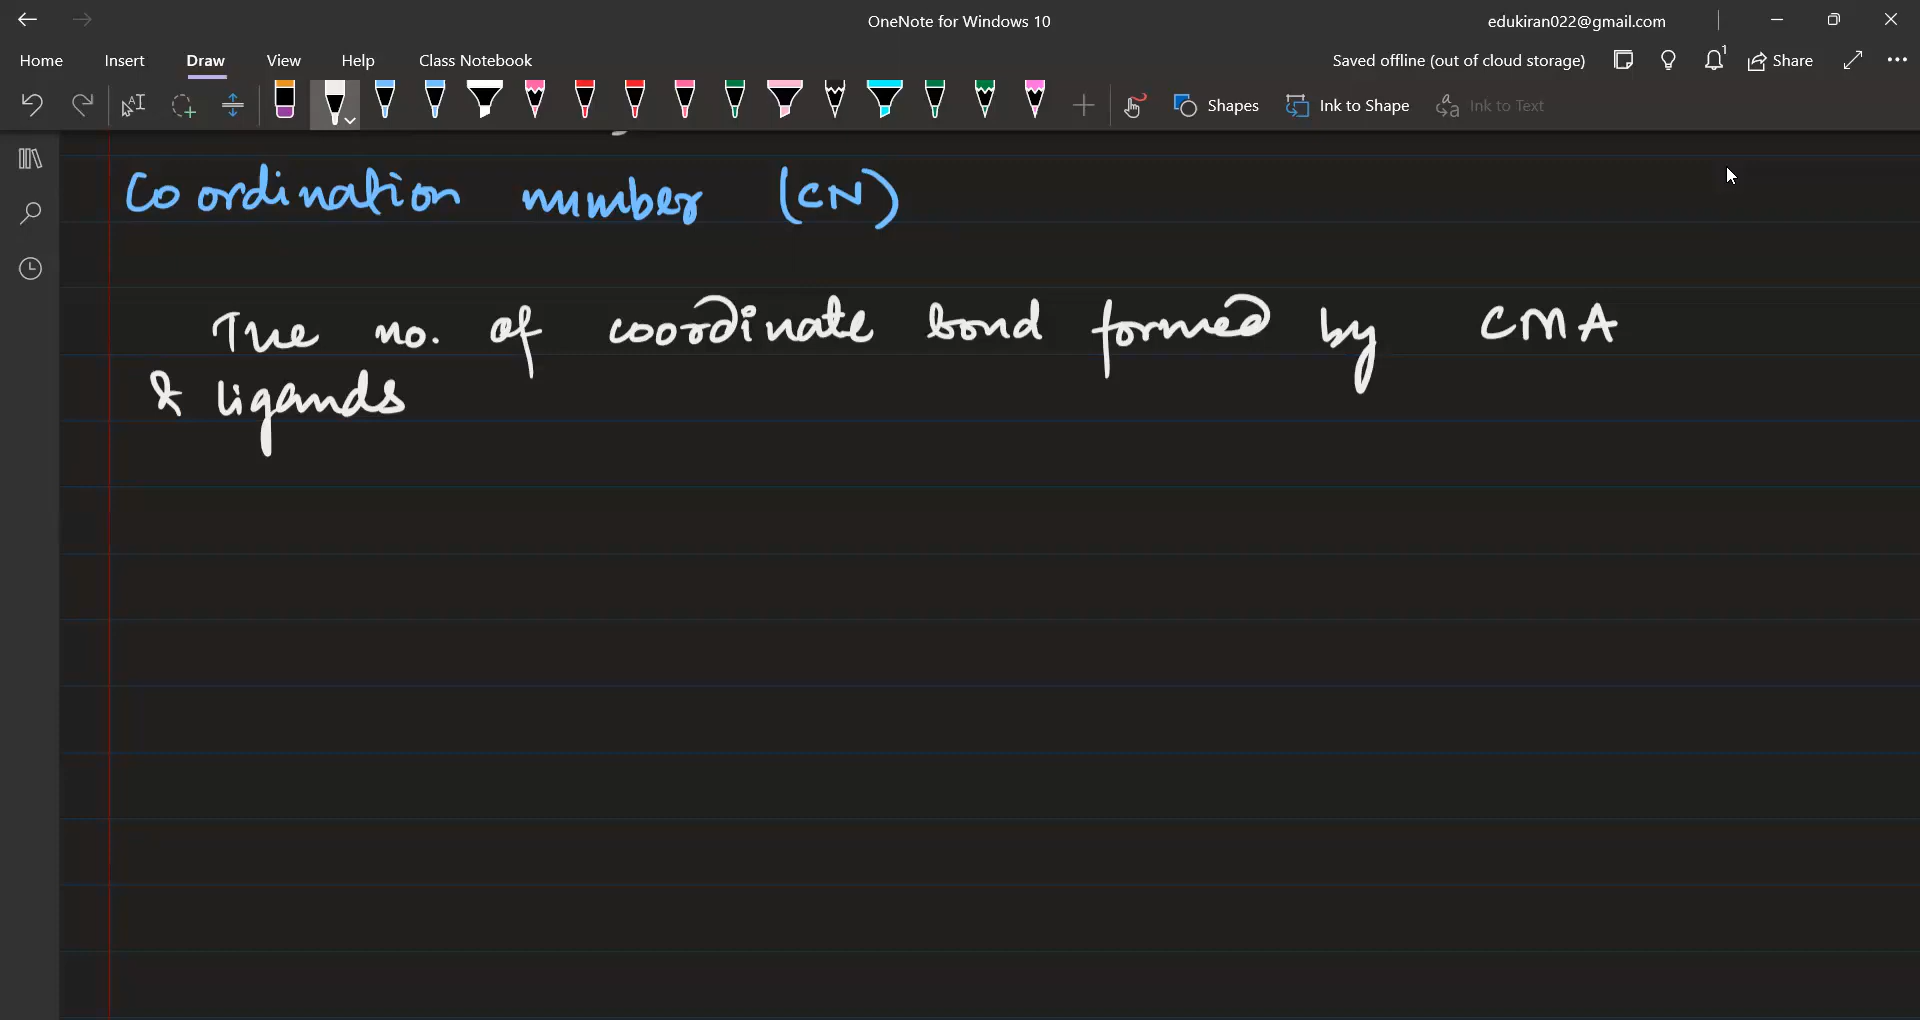 OneNote for Windows 10
edukiran022@gmail.com
Home Insert Draw View Help Class Notebook
Saved offline (out of cloud storage)
1
Share
Shapes
Ink to Shape
Ink to Text
Coordination number (CN)
The no. of coordinate bond formed by CMA
& ligands